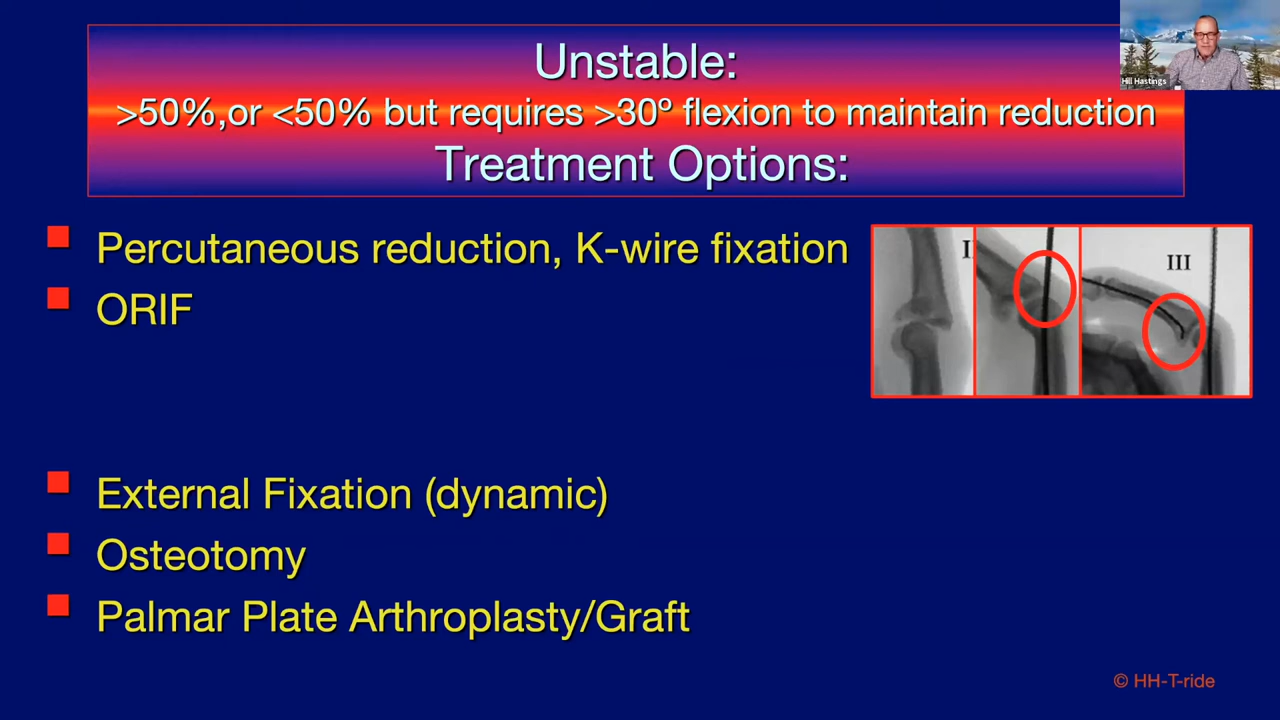 Unstable:
>50%,or <50% but requires >30º flexion to maintain reduction
Treatment Options:
Hill Hastings
Percutaneous reduction, K-wire fixation
ORIF
II
III
External Fixation (dynamic)
Osteotomy
Palmar Plate Arthroplasty/Graft
© HH-T-ride